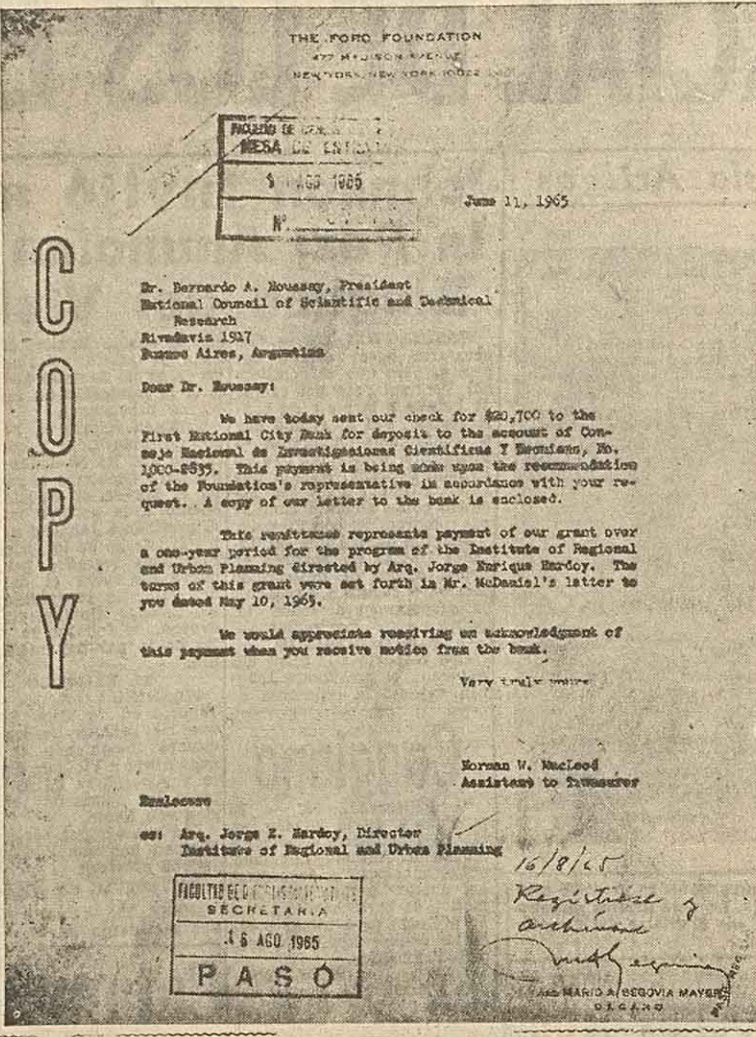 THE FORD FOUNDATION
477 MADISON AVENUE
NEW YORK, NEW YORK 10022
MESA DE
AGO 1965
Nº
June 11, 1965
COPY
Dr. Bernardo A. Houssay, President
National Council of Scientific and Technical
Research
Rivadavia 1917
Buenos Aires, Argentina
Dear Dr. Houssay:
We have today sent our check for $20,700 to the
First National City Bank for deposit to the account of Con-
sejo Nacional de Investigaciones Cientificas Y Tecnicas, No.
This payment is being made upon the recommendation
of the Foundation's representative in accordance with your re-
quest. A copy of our letter to the bank is enclosed.
This remittance represents payment of our grant over
a one-year period for the program of the Institute of Regional
and Urban Planning directed by Arq. Jorge Enrique Hardoy. The
terms of this grant were set forth in Mr. McDaniel's letter to
you dated May 10, 1965.
We would appreciate receiving an acknowledgment of
this payment when you receive notice from the bank.
Very truly yours
Norman W. MacLeod
Assistant to Treasurer
Enclosure
cc: Arq. Jorge E. Hardoy, Director
Institute of Regional and Urban Planning
16/8/65
Regístrese y
archívese
FACULTAD DE
SECRETARIA
16 AGO 1965
PASÓ
MARIO A. SEGOVIA MAYER
DECANO